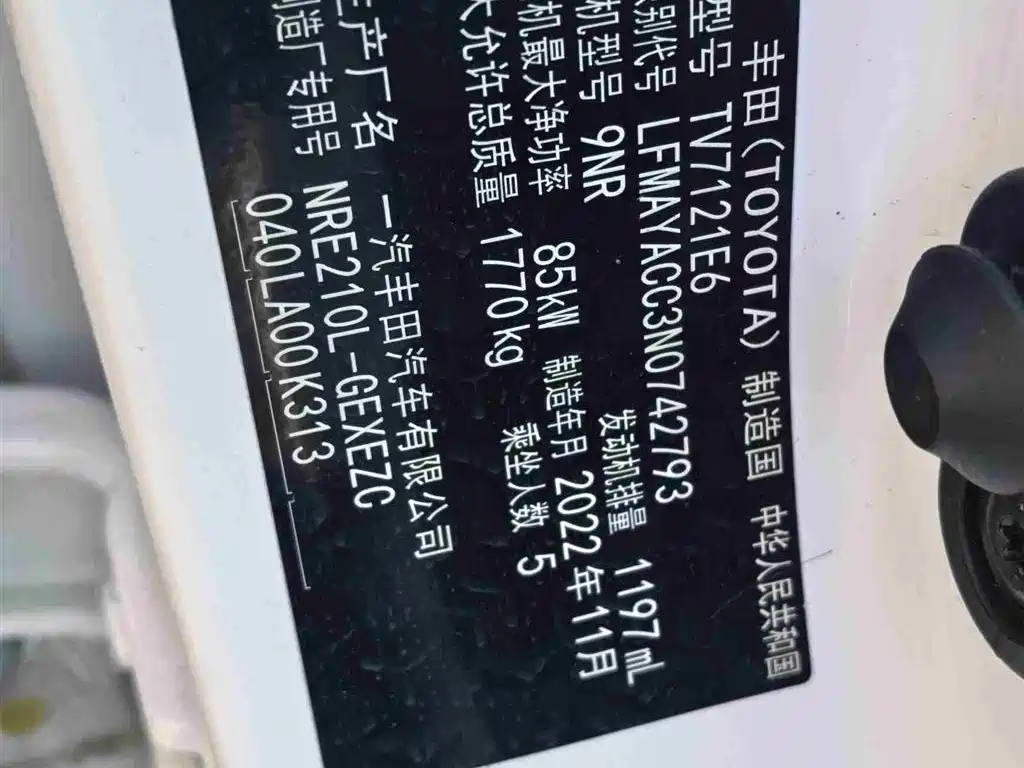 丰田(TOYOTA) 制造国 中华人民共和国
型号 TV7121E6
别代号 LFMAYACC3N0742793
机型号 9NR 发动机排量 1197mL
机最大净功率 85kW 制造年月 2022年11月
大允许总质量 1770kg 乘坐人数 5
生产厂名 一汽丰田汽车有限公司
制造厂专用号 NRE210L-GEXEZC
040LA00K313